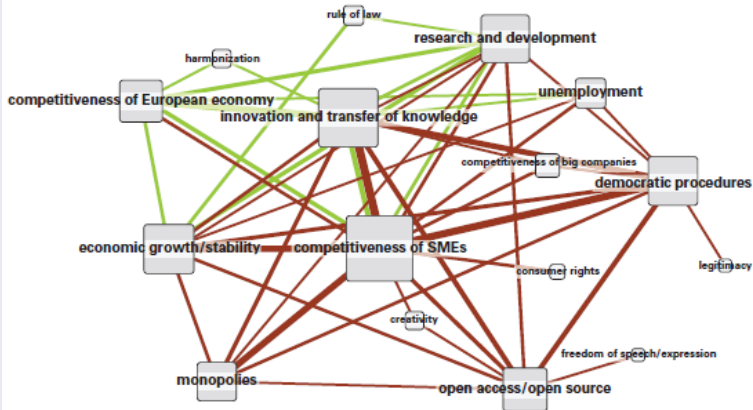 rule of law
research and development
harmonization
unemployment
competitiveness of European economy
innovation and transfer of knowledge
competitiveness of big companies
democratic procedures
economic growth/stability
competitiveness of SMEs
legitimacy
consumer rights
creativity
freedom of speech/expression
monopolies
open access/open source